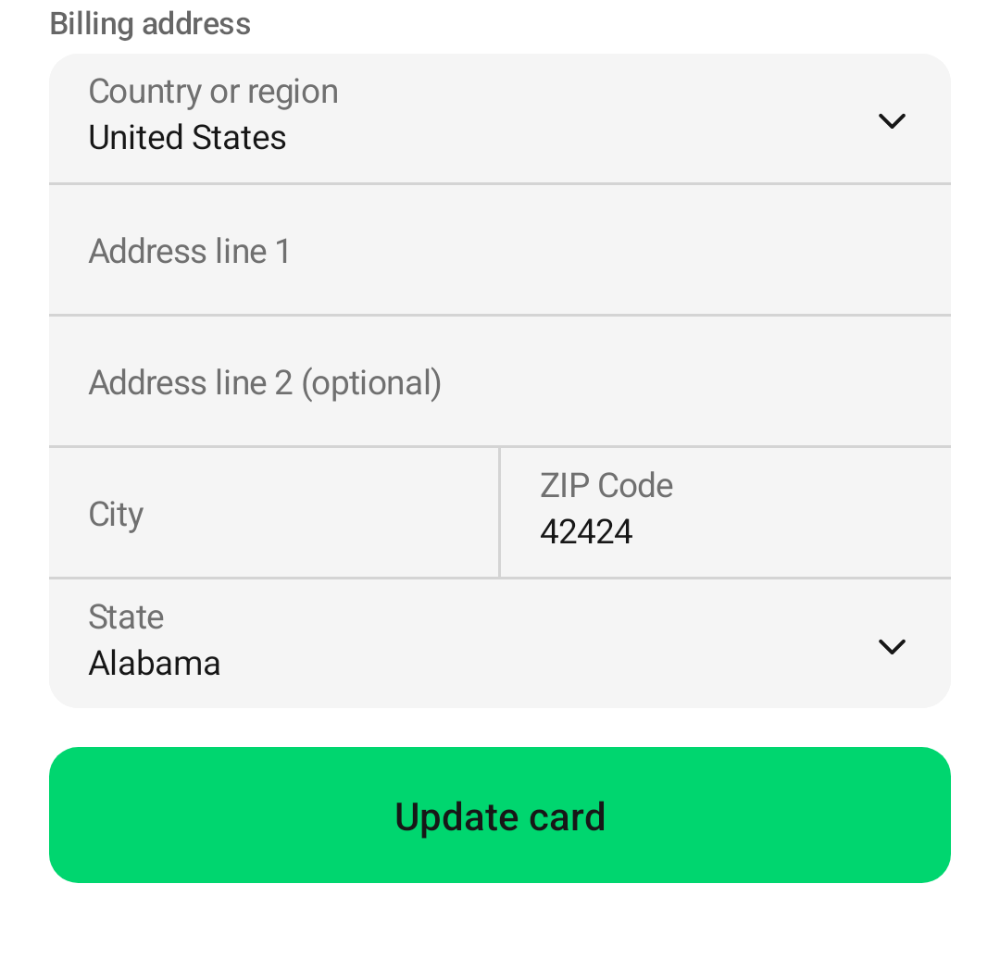 Billing address
Country or region
United States
Address line 1
Address line 2 (optional)
City
ZIP Code
42424
State
Alabama
Update card